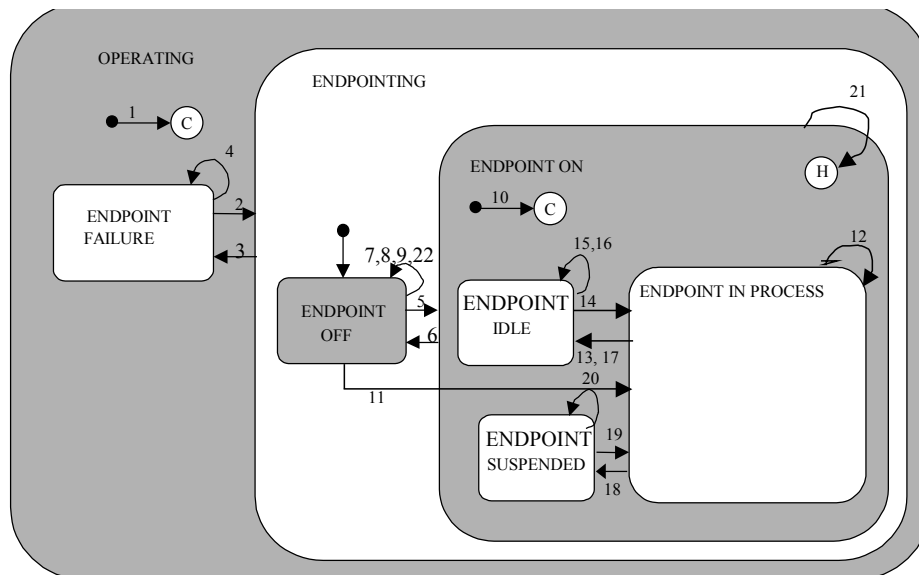 OPERATING
ENDPOINTING
1
C
21
4
ENDPOINT ON
H
10
C
ENDPOINT
FAILURE
2
3
7,8,9,22
15,16
12
ENDPOINT
OFF
5
6
ENDPOINT
IDLE
14
ENDPOINT IN PROCESS
13, 17
11
20
ENDPOINT
SUSPENDED
19
18